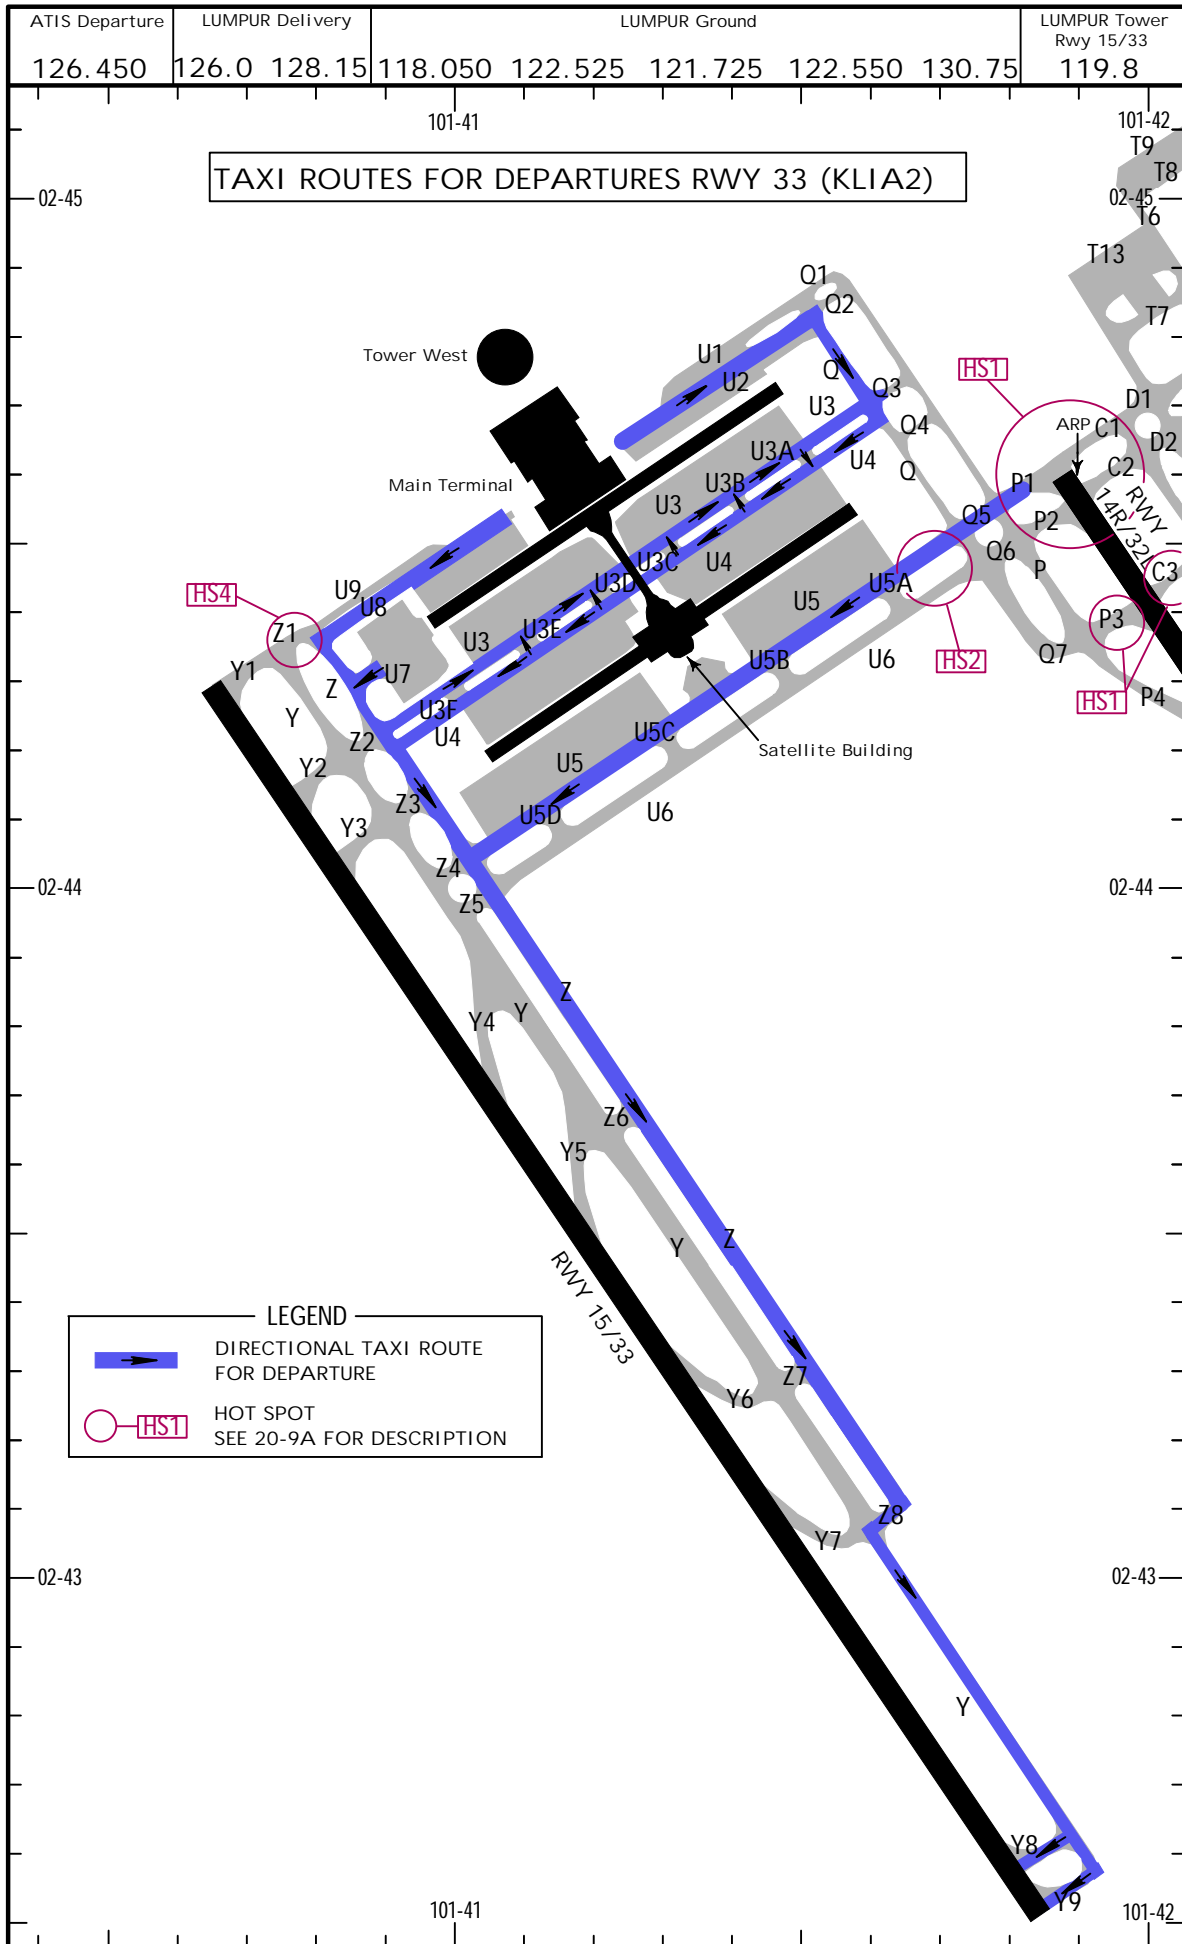 ATIS Departure
LUMPUR Delivery
LUMPUR Ground
LUMPUR Tower
Rwy 15/33
126.450
126.0 128.15
118.050 122.525 121.725 122.550 130.75
119.8
101-41
101-42
TAXI ROUTES FOR DEPARTURES RWY 33 (KLIA2)
T9
T8
02-45
02-45
T6
T13
Q1
Q2
T7
Tower West
U1
U2
Q
HS1
Q3
U3
D1
Q4
ARP
C1
D2
U3A
U4
Q
C2
Main Terminal
U3B
P1
RWY
14R/32L
U3
Q5
P2
Q6
U3C
U4
P
C3
U9
U8
U3D
U5A
HS4
U5
P3
Z1
U3E
U3
U6
HS2
Q7
Y1
U7
U5B
Z
HS1
P4
Y
U3F
U4
U5C
Z2
Satellite Building
Y2
U5
Z3
U5D
U6
Y3
Z4
02-44
02-44
Z5
Z
Y
Y4
Z6
Y5
Z
Y
RWY 15/33
LEGEND
DIRECTIONAL TAXI ROUTE
FOR DEPARTURE
Z7
Y6
HS1
HOT SPOT
SEE 20-9A FOR DESCRIPTION
Z8
Y7
02-43
02-43
Y
Y8
Y9
101-41
101-42